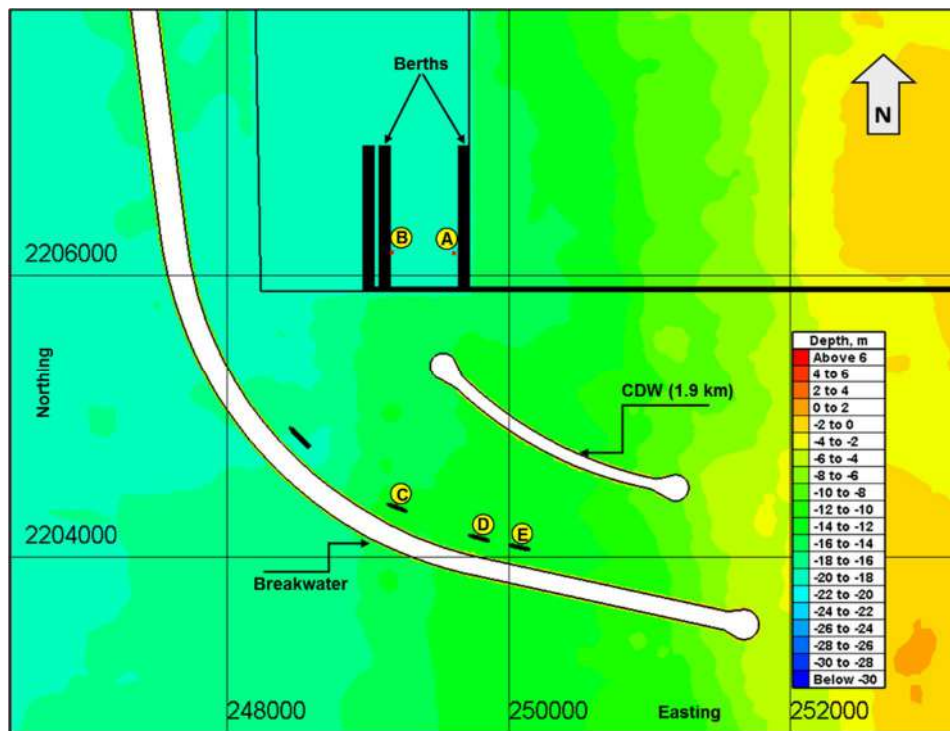 Berths
N
B
A
2206000
Depth, m
Above 6
4 to 6
2 to 4
0 to 2
-2 to 0
-4 to -2
-6 to -4
-8 to -6
-10 to -8
-12 to -10
-14 to -12
-16 to -14
-18 to -16
-20 to -18
-22 to -20
-24 to -22
-26 to -24
-28 to -26
-30 to -28
Below -30
Northing
CDW (1.9 km)
C
D
E
2204000
Breakwater
248000
250000
Easting
252000